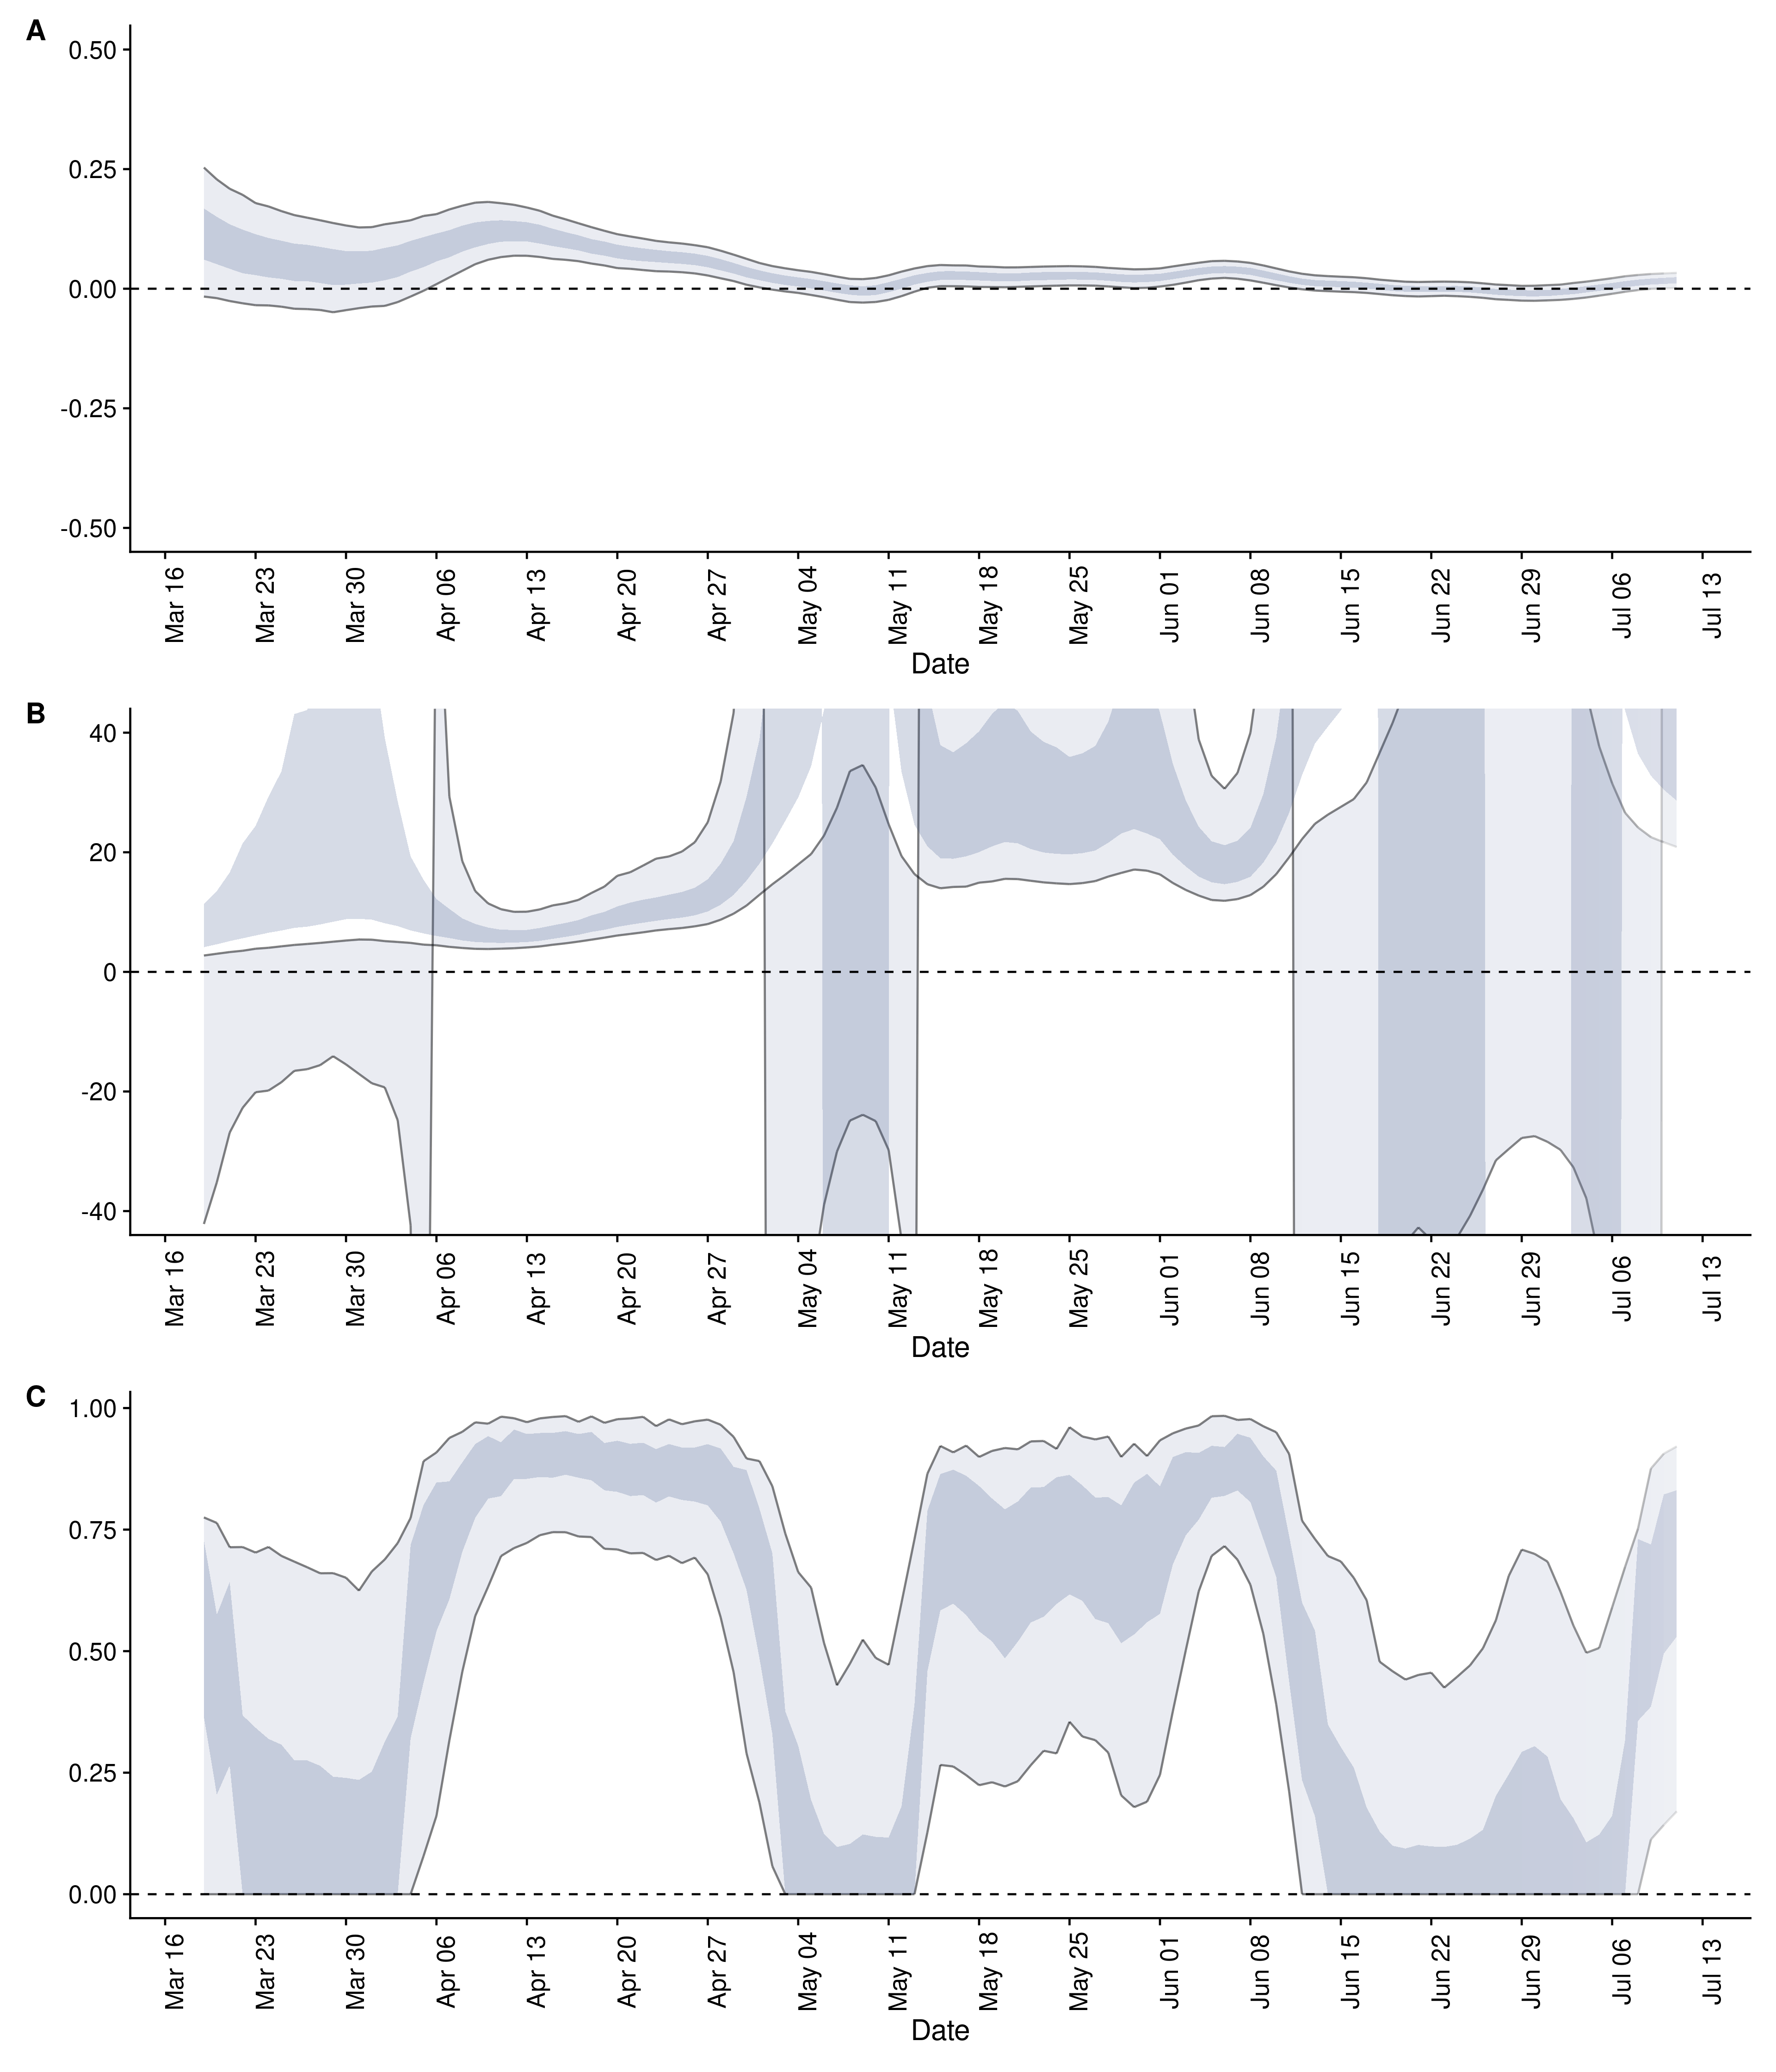 A
0.50
0.25
0.00
-0.25
-0.50
Mar 16
Mar 23
Mar 30
Apr 06
Apr 13
Apr 20
Apr 27
May 04
May 11
May 18
May 25
Jun 01
Jun 08
Jun 15
Jun 22
Jun 29
Jul 06
Jul 13
Date
B
40
20
0
-20
-40
Mar 16
Mar 23
Mar 30
Apr 06
Apr 13
Apr 20
Apr 27
May 04
May 11
May 18
May 25
Jun 01
Jun 08
Jun 15
Jun 22
Jun 29
Jul 06
Jul 13
Date
C
1.00
0.75
0.50
0.25
0.00
Mar 16
Mar 23
Mar 30
Apr 06
Apr 13
Apr 20
Apr 27
May 04
May 11
May 18
May 25
Jun 01
Jun 08
Jun 15
Jun 22
Jun 29
Jul 06
Jul 13
Date